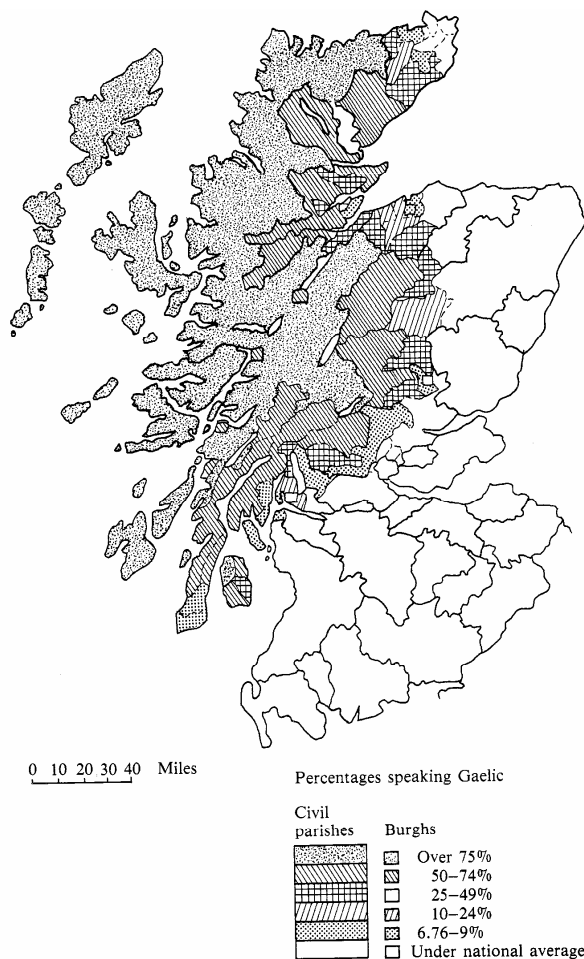 0 10 20 30 40 Miles
Percentages speaking Gaelic
Civil
parishes
Burghs
Over 75%
50–74%
25–49%
10–24%
6.76–9%
Under national average